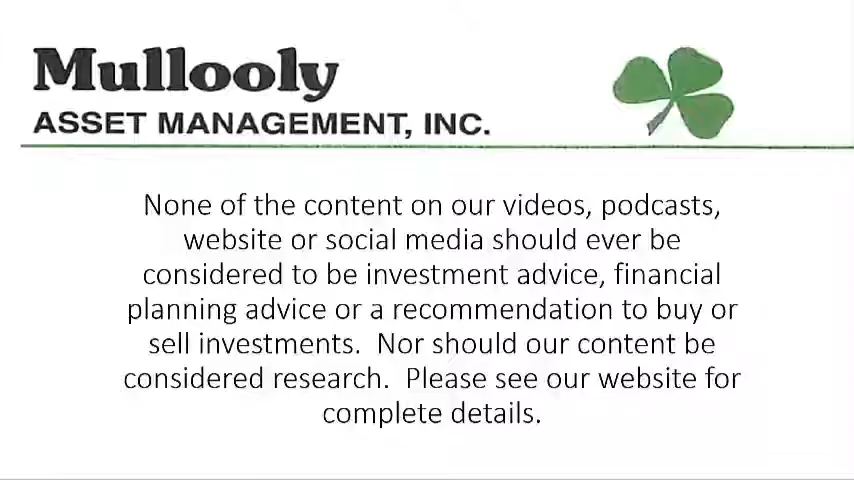 Mullooly
ASSET MANAGEMENT, INC.
None of the content on our videos, podcasts,
website or social media should ever be
considered to be investment advice, financial
planning advice or a recommendation to buy or
sell investments.  Nor should our content be
considered research.  Please see our website for
complete details.